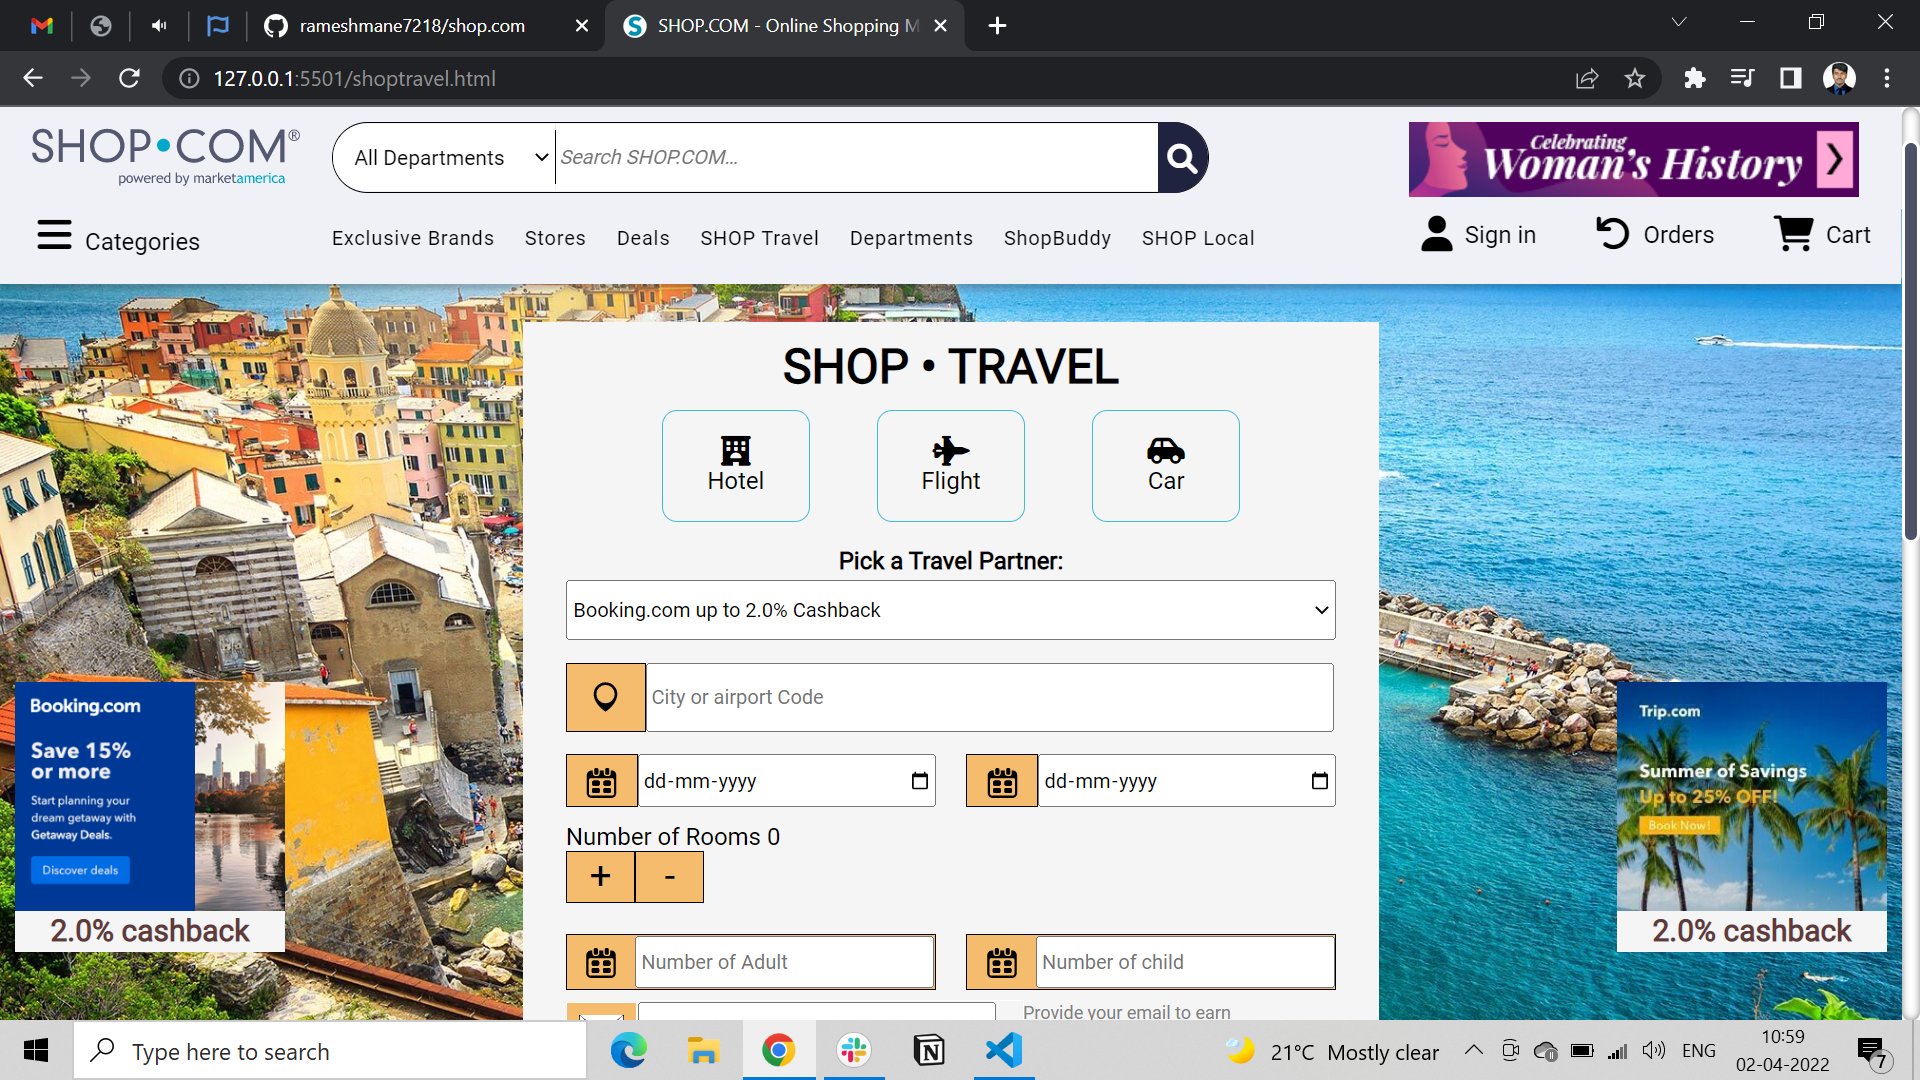 rameshmane7218/shop.com
SHOP.COM - Online Shopping M
127.0.0.1:5501/shoptravel.html
SHOP•COM®
powered by marketamerica
All Departments
Search SHOP.COM...
Celebrating
Woman's History
Categories
Exclusive Brands
Stores
Deals
SHOP Travel
Departments
ShopBuddy
SHOP Local
Sign in
Orders
Cart
SHOP • TRAVEL
Hotel
Flight
Car
Pick a Travel Partner:
Booking.com up to 2.0% Cashback
City or airport Code
dd-mm-yyyy
dd-mm-yyyy
Number of Rooms 0
+
-
Number of Adult
Number of child
Provide your email to earn
Booking.com
Save 15%
or more
Start planning your
dream getaway with
Getaway Deals.
Discover deals
2.0% cashback
Trip.com
Summer of Savings
Up to 25% OFF!
Book Now!
2.0% cashback
Type here to search
21°C Mostly clear
ENG
10:59
02-04-2022
7